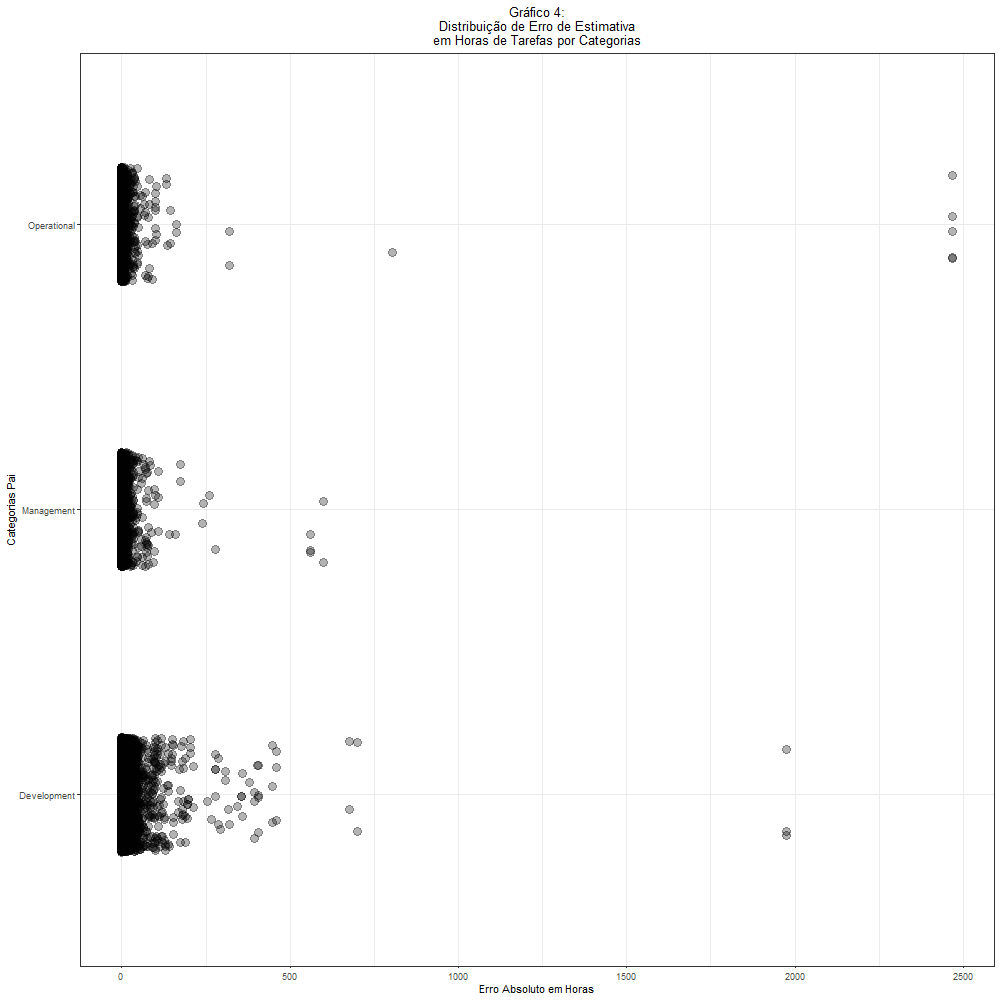 Gráfico 4:
Distribuição de Erro de Estimativa
em Horas de Tarefas por Categorias
Categorias Pai
Operational
Management
Development
0
500
1000
1500
2000
2500
Erro Absoluto em Horas